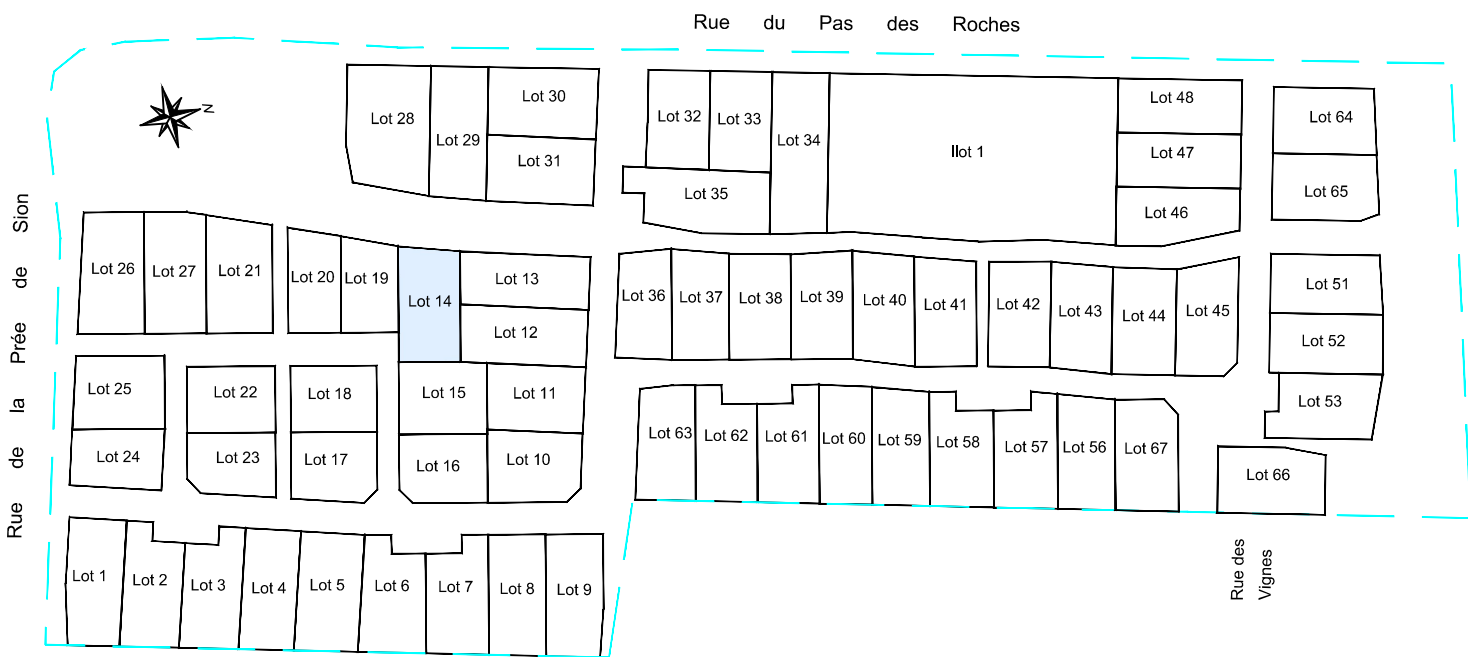 Rue du Pas des Roches
N
Rue de la Prée de Sion
Lot 28
Lot 29
Lot 30
Lot 31
Lot 32
Lot 33
Lot 34
Lot 35
Ilot 1
Lot 48
Lot 47
Lot 46
Lot 64
Lot 65
Lot 26
Lot 27
Lot 21
Lot 20
Lot 19
Lot 14
Lot 13
Lot 12
Lot 36
Lot 37
Lot 38
Lot 39
Lot 40
Lot 41
Lot 42
Lot 43
Lot 44
Lot 45
Lot 51
Lot 52
Lot 53
Lot 25
Lot 24
Lot 22
Lot 23
Lot 18
Lot 17
Lot 15
Lot 16
Lot 11
Lot 10
Lot 63
Lot 62
Lot 61
Lot 60
Lot 59
Lot 58
Lot 57
Lot 56
Lot 67
Lot 66
Lot 1
Lot 2
Lot 3
Lot 4
Lot 5
Lot 6
Lot 7
Lot 8
Lot 9
Rue des
Vignes